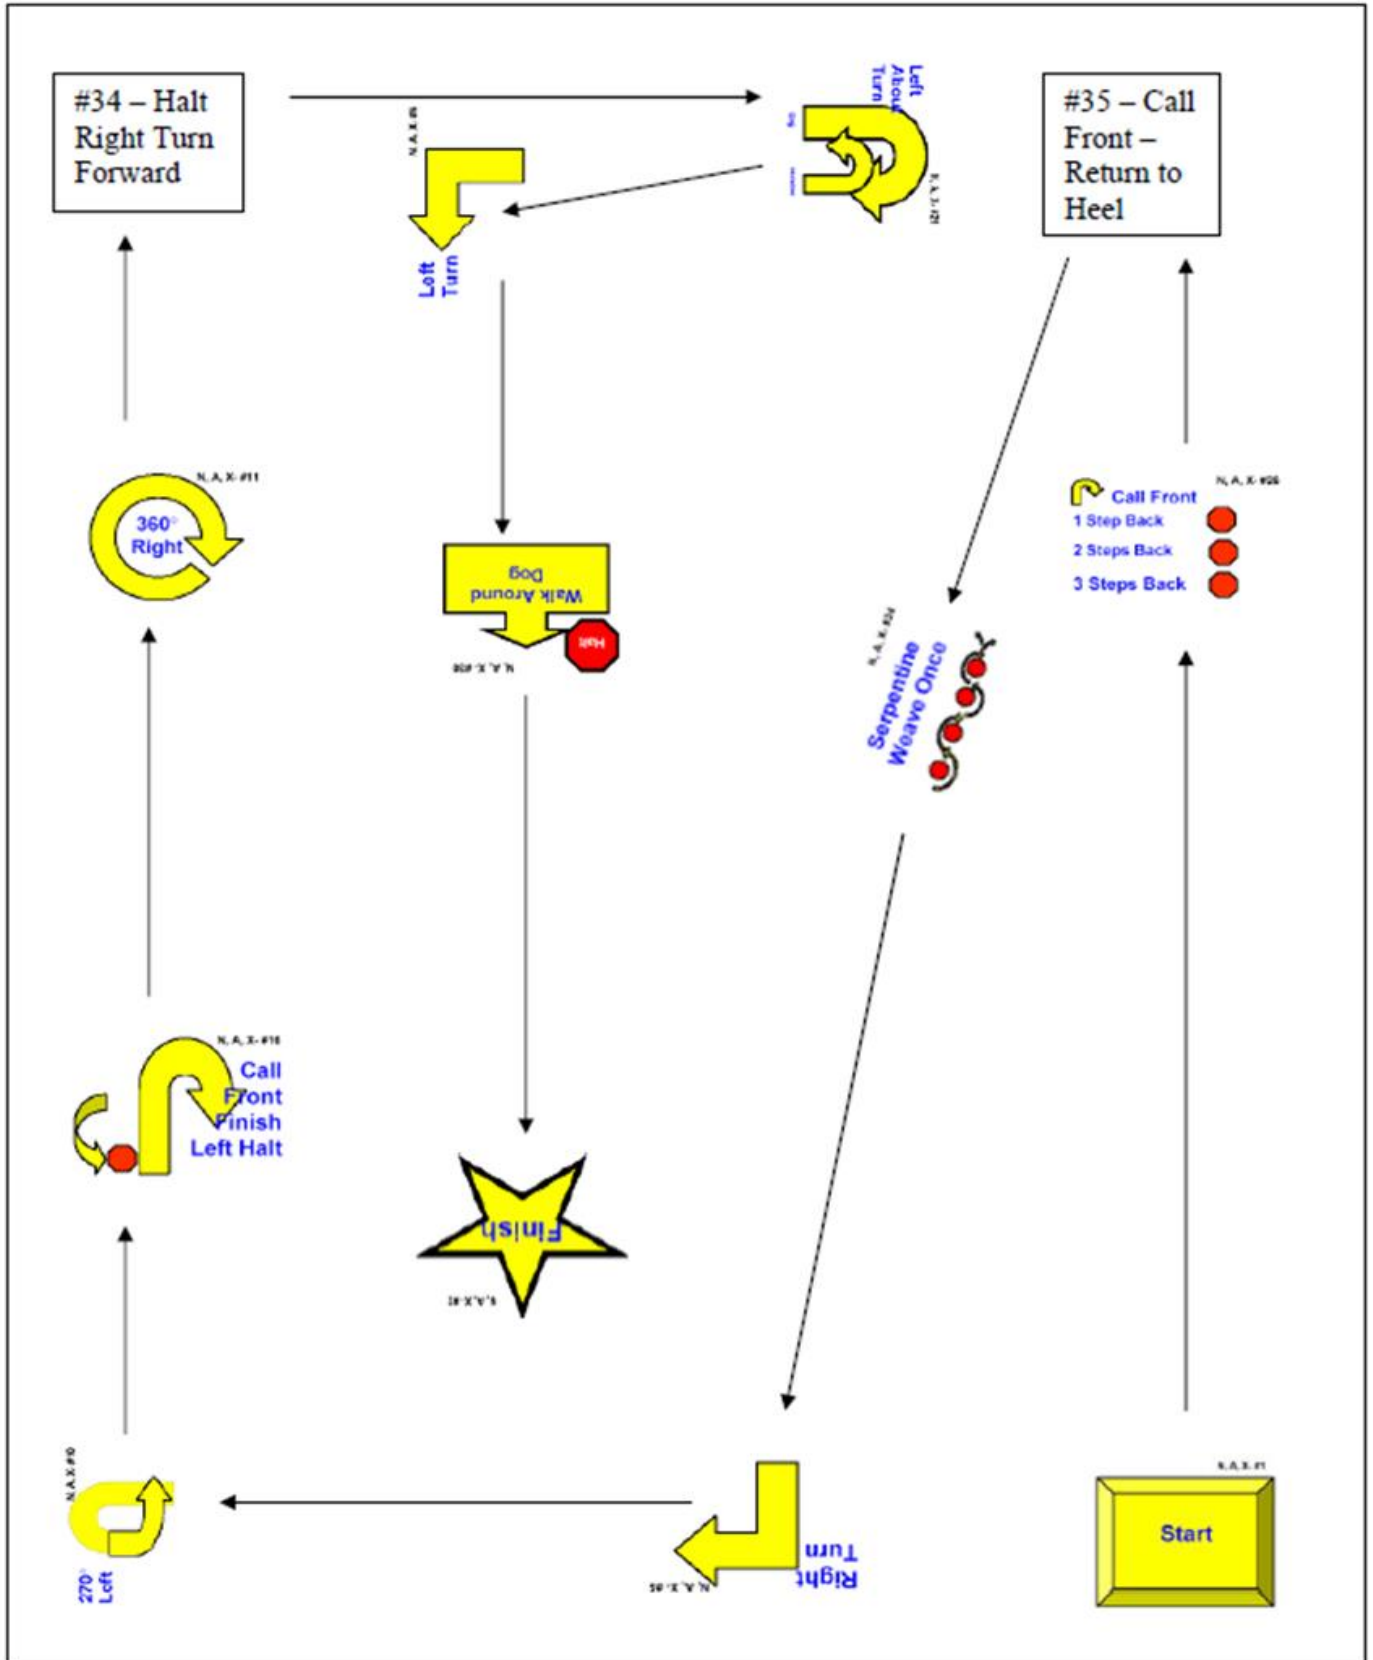 #34 – Halt
Right Turn
Forward
Left
About
Turn
#35 – Call
Front –
Return to
Heel
Left
Turn
N, A, X- #11
360°
Right
Call Front
1 Step Back
2 Steps Back
3 Steps Back
Walk Around
Dog
Halt
Serpentine
Weave Once
Call
Front
Finish
Left Halt
Finish
270°
Left
Right
Turn
N, A, X- #1
Start